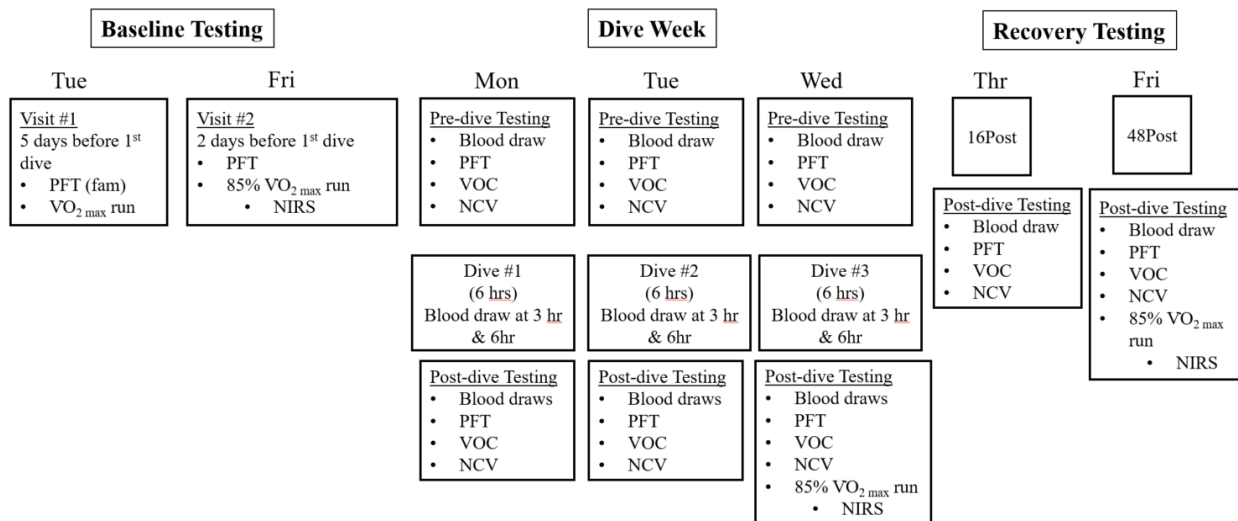 Baseline Testing
Dive Week
Recovery Testing
Tue
Fri
Mon
Tue
Wed
Thr
Fri
Visit #1
5 days before 1st
dive
• PFT (fam)
• V̇O2 max run
Visit #2
2 days before 1st dive
• PFT
• 85% V̇O2 max run
• NIRS
Pre-dive Testing
• Blood draw
• PFT
• VOC
• NCV
Pre-dive Testing
• Blood draw
• PFT
• VOC
• NCV
Pre-dive Testing
• Blood draw
• PFT
• VOC
• NCV
16Post
48Post
Dive #1
(6 hrs)
Blood draw at 3 hr
& 6hr
Dive #2
(6 hrs)
Blood draw at 3 hr
& 6hr
Dive #3
(6 hrs)
Blood draw at 3 hr
& 6hr
Post-dive Testing
• Blood draws
• PFT
• VOC
• NCV
Post-dive Testing
• Blood draws
• PFT
• VOC
• NCV
Post-dive Testing
• Blood draws
• PFT
• VOC
• NCV
• 85% V̇O2 max run
• NIRS
Post-dive Testing
• Blood draw
• PFT
• VOC
• NCV
Post-dive Testing
• Blood draw
• PFT
• VOC
• NCV
• 85% V̇O2 max
run
• NIRS